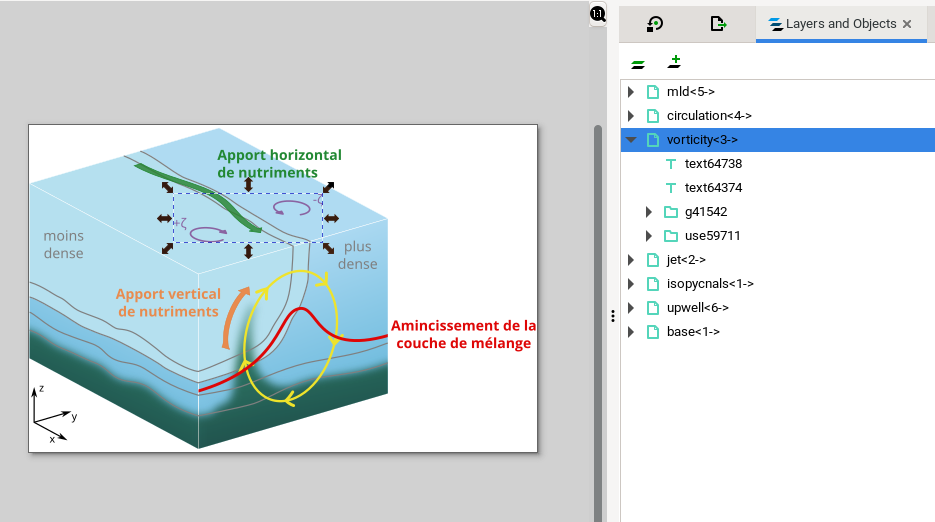 1:1
Layers and Objects
mld<5->
circulation<4->
vorticity<3->
text64738
text64374
g41542
use59711
jet<2->
isopycnals<1->
upwell<6->
base<1->
Apport horizontal
de nutriments
-ζ
+ζ
moins
dense
plus
dense
Apport vertical
de nutriments
Amincissement de la
couche de mélange
z
y
x